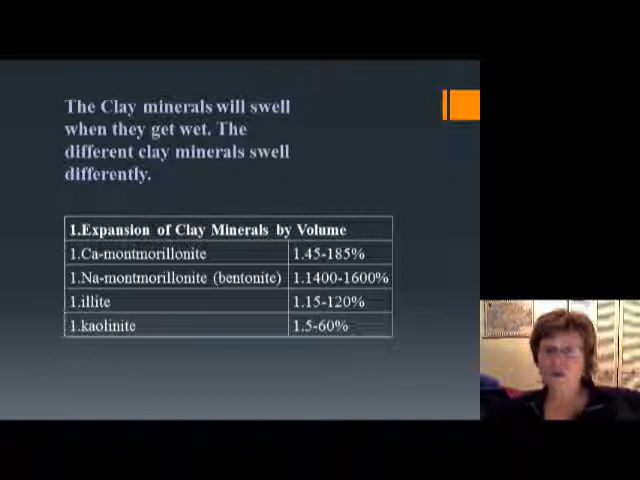 The Clay minerals will swell
when they get wet. The
different clay minerals swell
differently.
1.Expansion of Clay Minerals by Volume
1.Ca-montmorillonite 1.45-185%
1.Na-montmorillonite (bentonite) 1.1400-1600%
1.illite 1.15-120%
1.kaolinite 1.5-60%